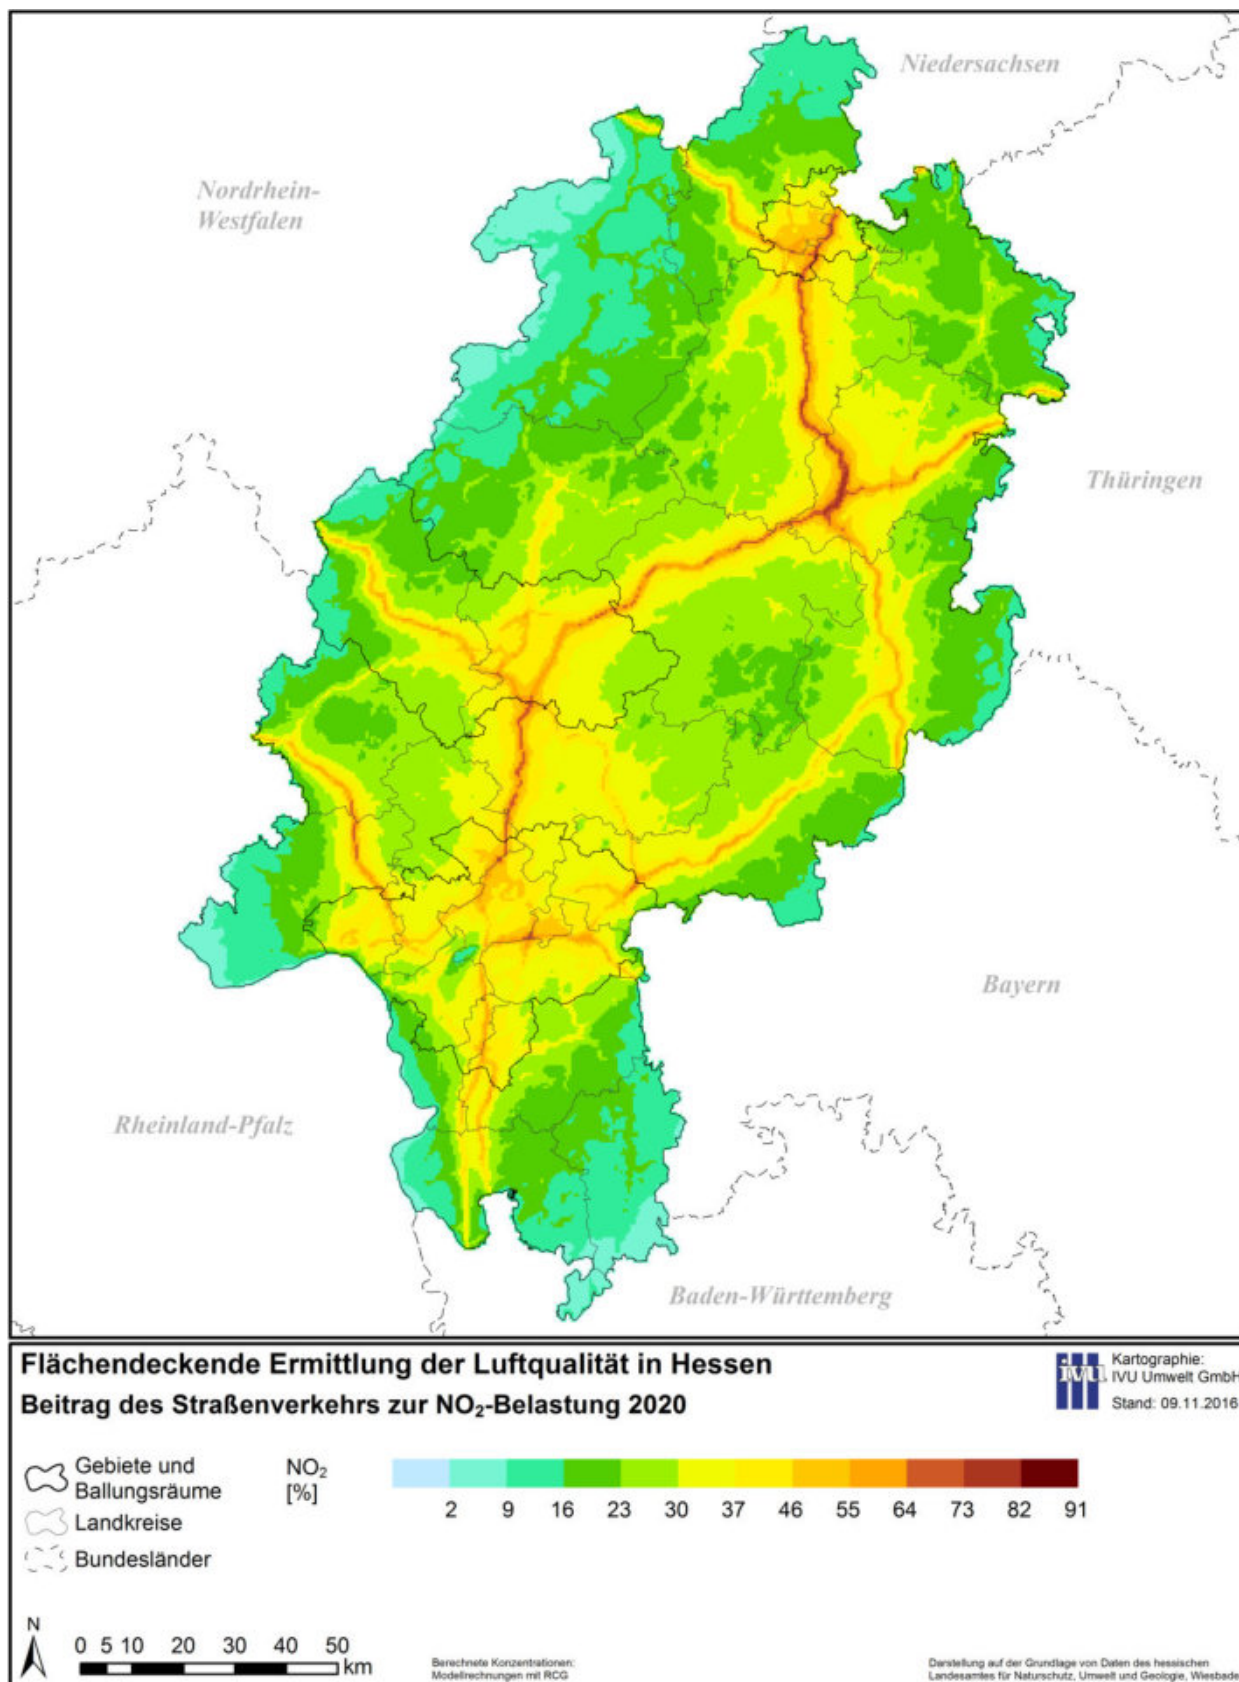 Niedersachsen
Nordrhein-
Westfalen
Thüringen
Bayern
Rheinland-Pfalz
Baden-Württemberg
Flächendeckende Ermittlung der Luftqualität in Hessen
Beitrag des Straßenverkehrs zur NO₂-Belastung 2020
ivu
Kartographie:
IVU Umwelt GmbH
Stand: 09.11.2016
Gebiete und
Ballungsräume
Landkreise
Bundesländer
NO₂
[%]
2 9 16 23 30 37 46 55 64 73 82 91
N
0 5 10 20 30 40 50
km
Berechnete Konzentrationen:
Modellrechnungen mit RCG
Darstellung auf der Grundlage von Daten des hessischen
Landesamtes für Naturschutz, Umwelt und Geologie, Wiesbade